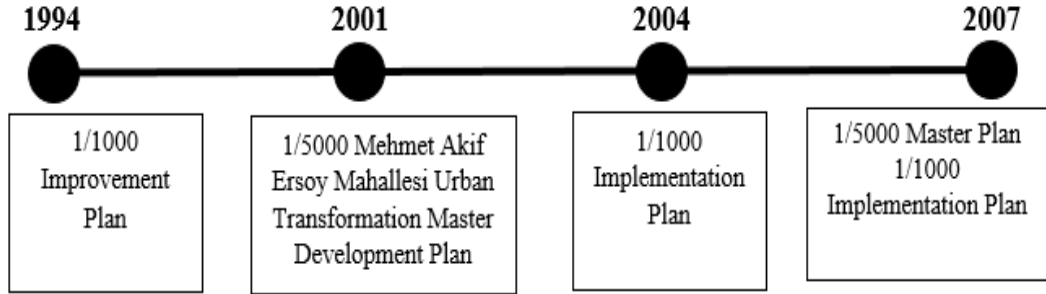 1994
2001
2004
2007
1/1000
Improvement
Plan
1/5000 Mehmet Akif
Ersoy Mahallesi Urban
Transformation Master
Development Plan
1/1000
Implementation
Plan
1/5000 Master Plan
1/1000
Implementation Plan